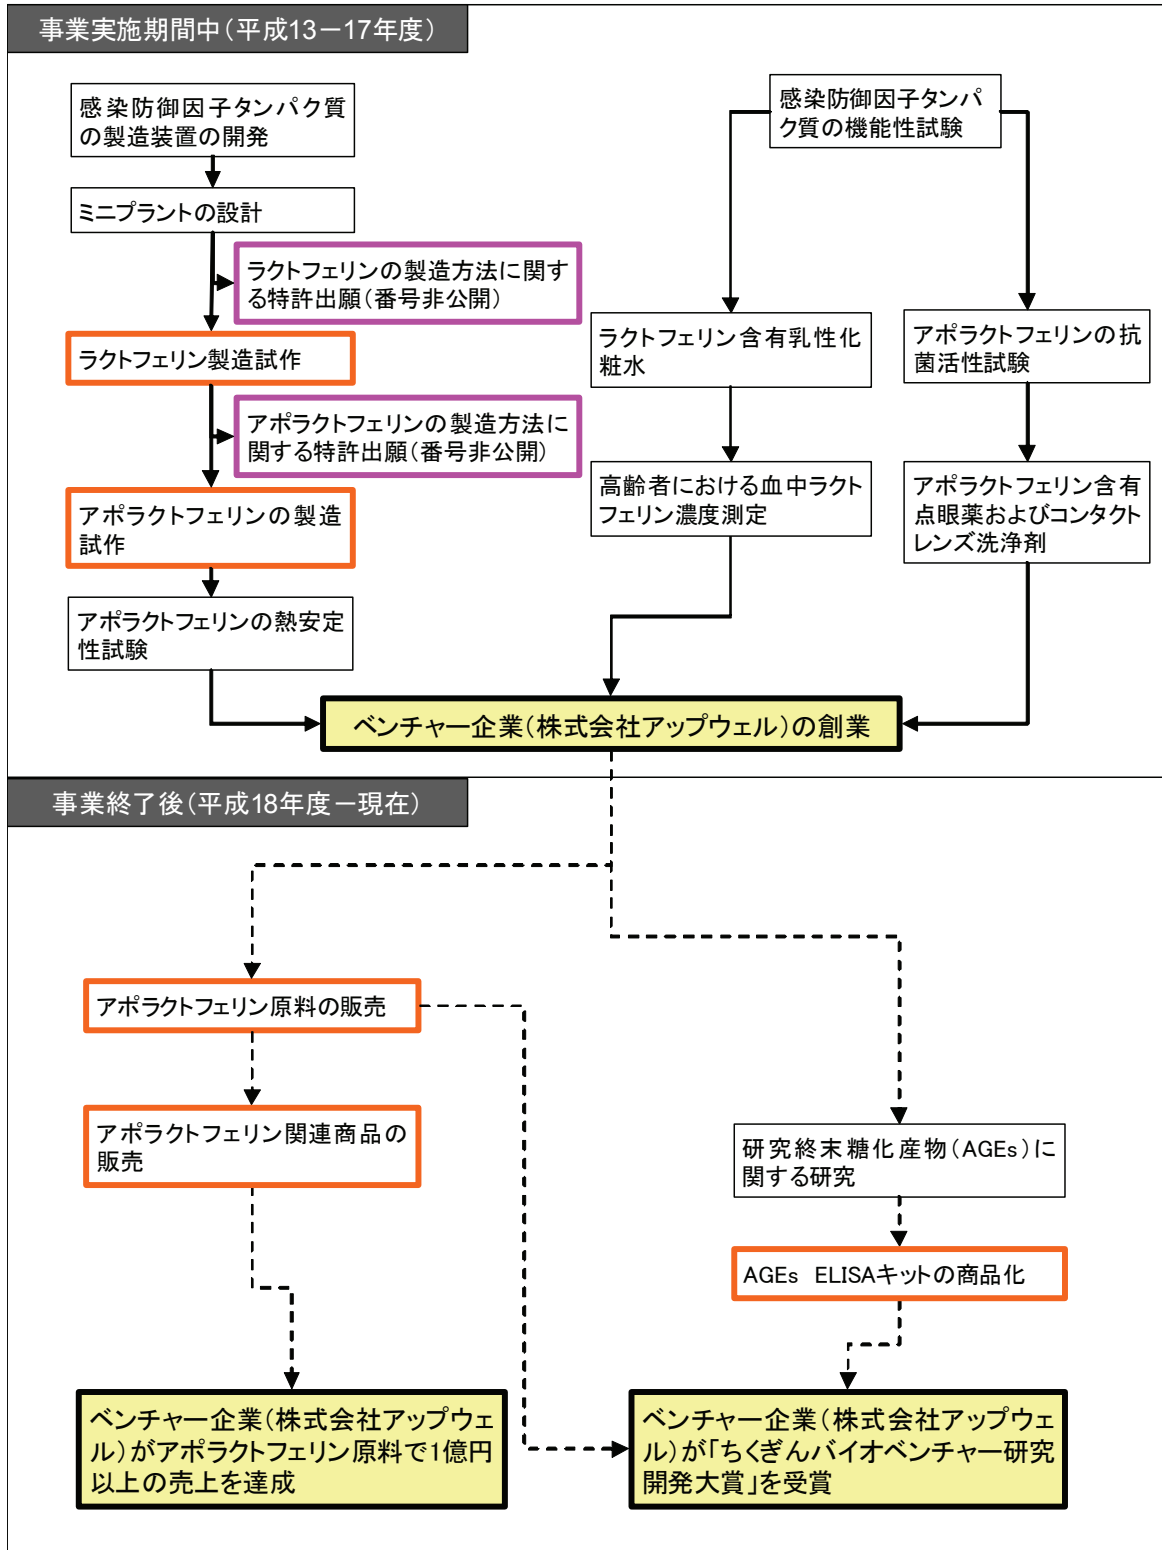 事業実施期間中（平成13－17年度）
感染防御因子タンパク質
の製造装置の開発
ミニプラントの設計
ラクトフェリンの製造方法に関す
る特許出願（番号非公開）
ラクトフェリン製造試作
アポラクトフェリンの製造方法に
関する特許出願（番号非公開）
アポラクトフェリンの製造
試作
アポラクトフェリンの熱安定
性試験
感染防御因子タンパ
ク質の機能性試験
ラクトフェリン含有乳性化
粧水
高齢者における血中ラクト
フェリン濃度測定
アポラクトフェリンの抗
菌活性試験
アポラクトフェリン含有
点眼薬およびコンタクト
レンズ洗浄剤
ベンチャー企業（株式会社アップウェル）の創業
事業終了後（平成18年度－現在）
アポラクトフェリン原料の販売
アポラクトフェリン関連商品の
販売
研究終末糖化産物（AGEs）に
関する研究
AGEs　ELISAキットの商品化
ベンチャー企業（株式会社アップウェ
ル）がアポラクトフェリン原料で1億円
以上の売上を達成
ベンチャー企業（株式会社アップウェ
ル）が「ちくぎんバイオベンチャー研究
開発大賞」を受賞